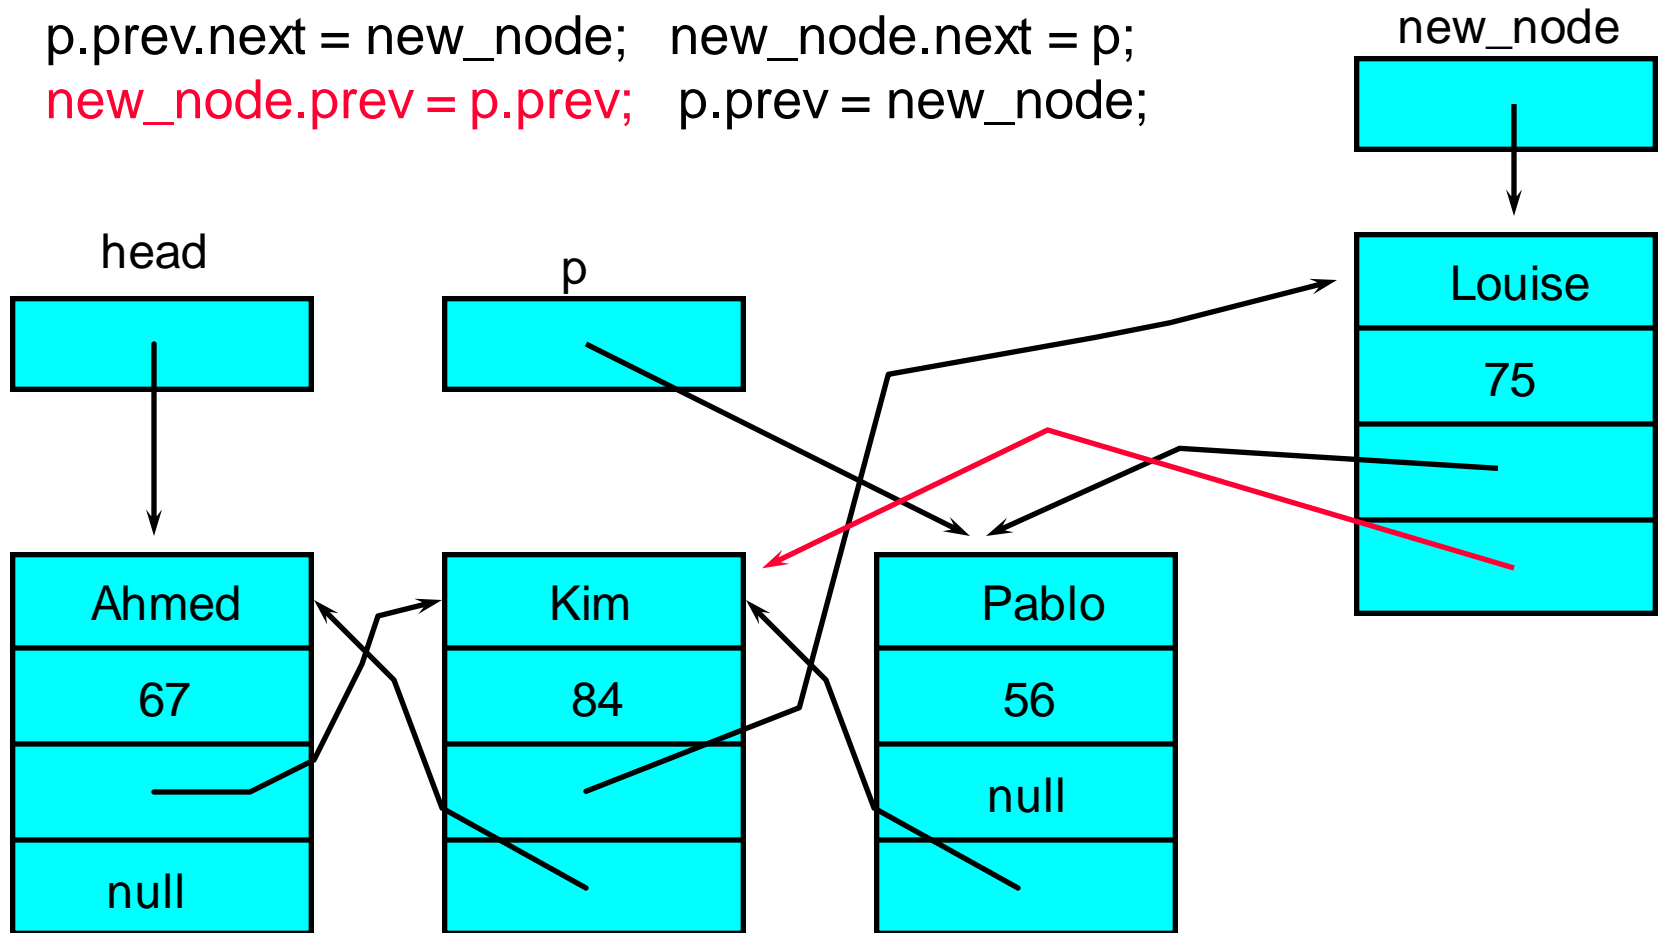 p.prev.next = new_node; new_node.next = p;
new_node.prev = p.prev; p.prev = new_node;
new_node
head
p
Louise
75
Ahmed
67
null
Kim
84
Pablo
56
null